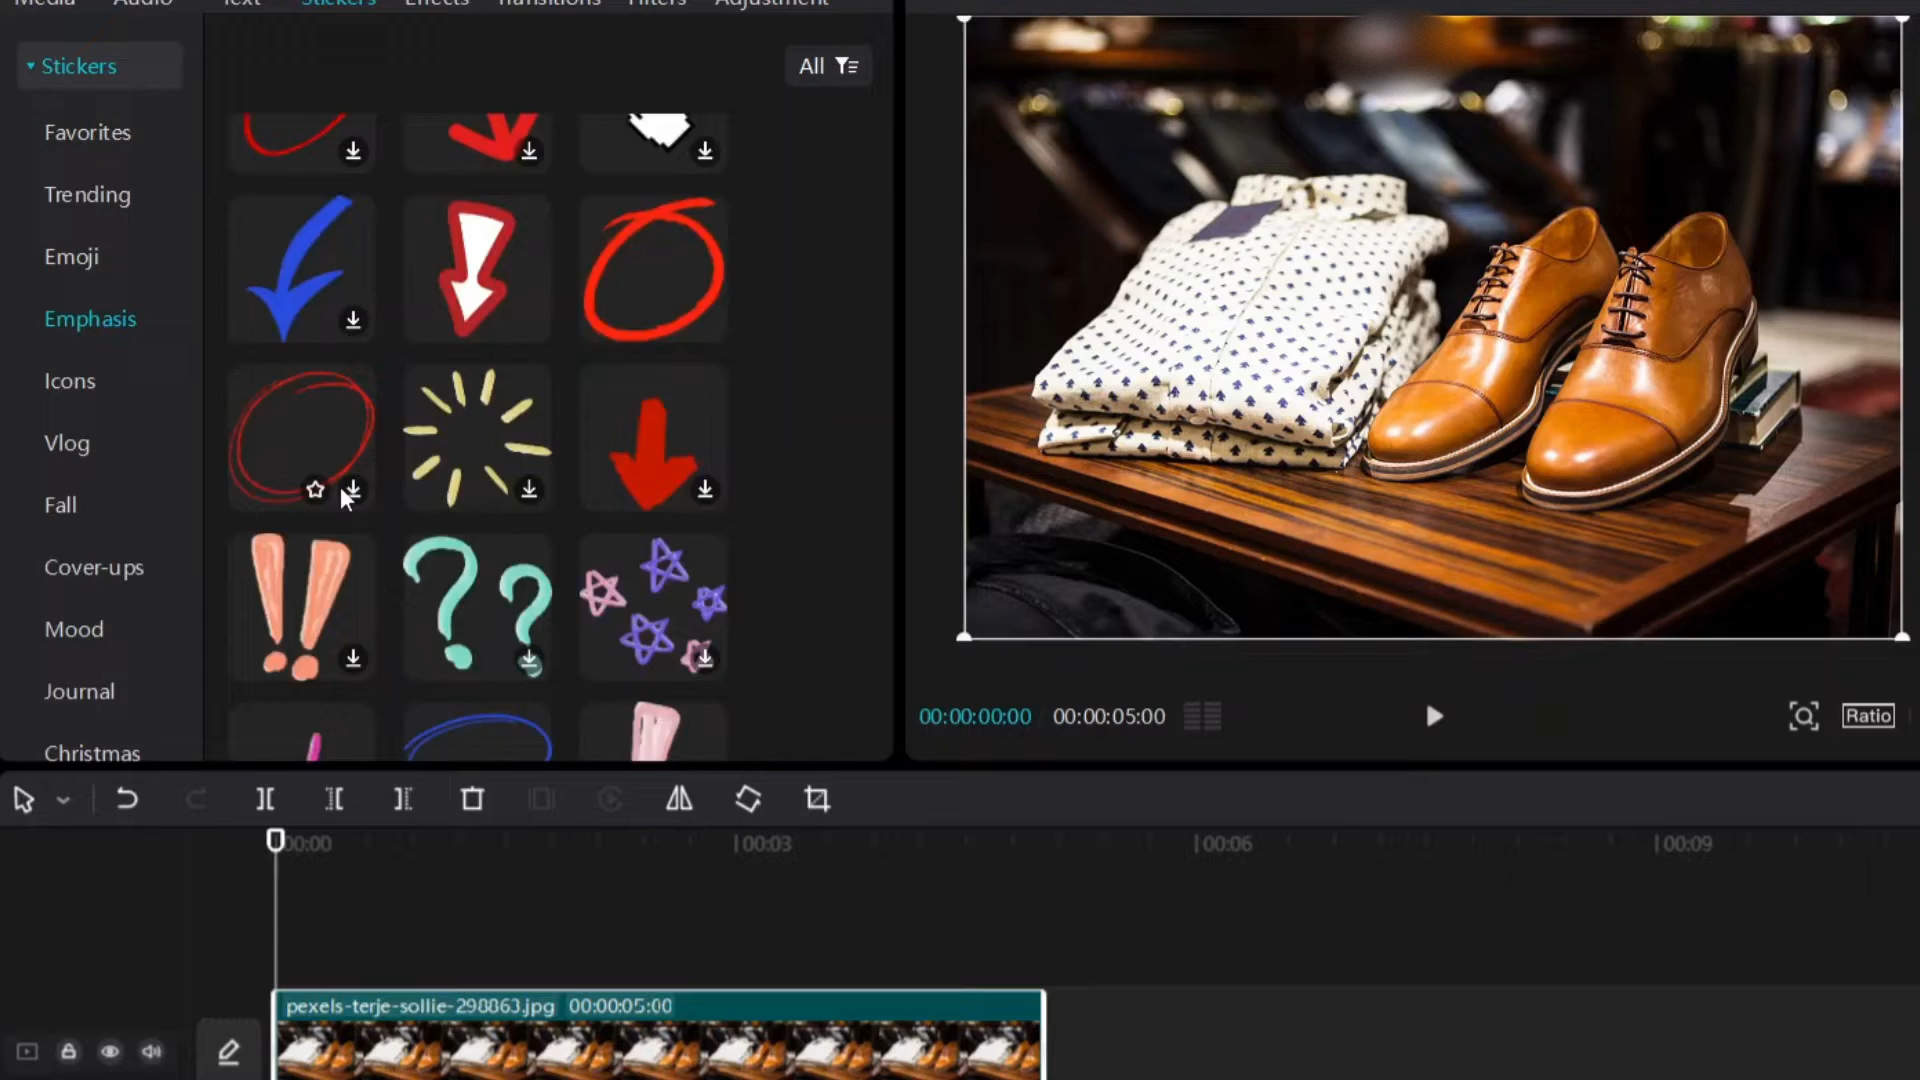 Media Audio Text Stickers Effects Transitions Filters Adjustment
Stickers
All
Favorites
Trending
Emoji
Emphasis
Icons
Vlog
Fall
Cover-ups
Mood
Journal
Christmas
00:00:00:00 / 00:00:05:00
Ratio
00:00 00:03 00:06 00:09
pexels-terje-sollie-298863.jpg 00:00:05:00